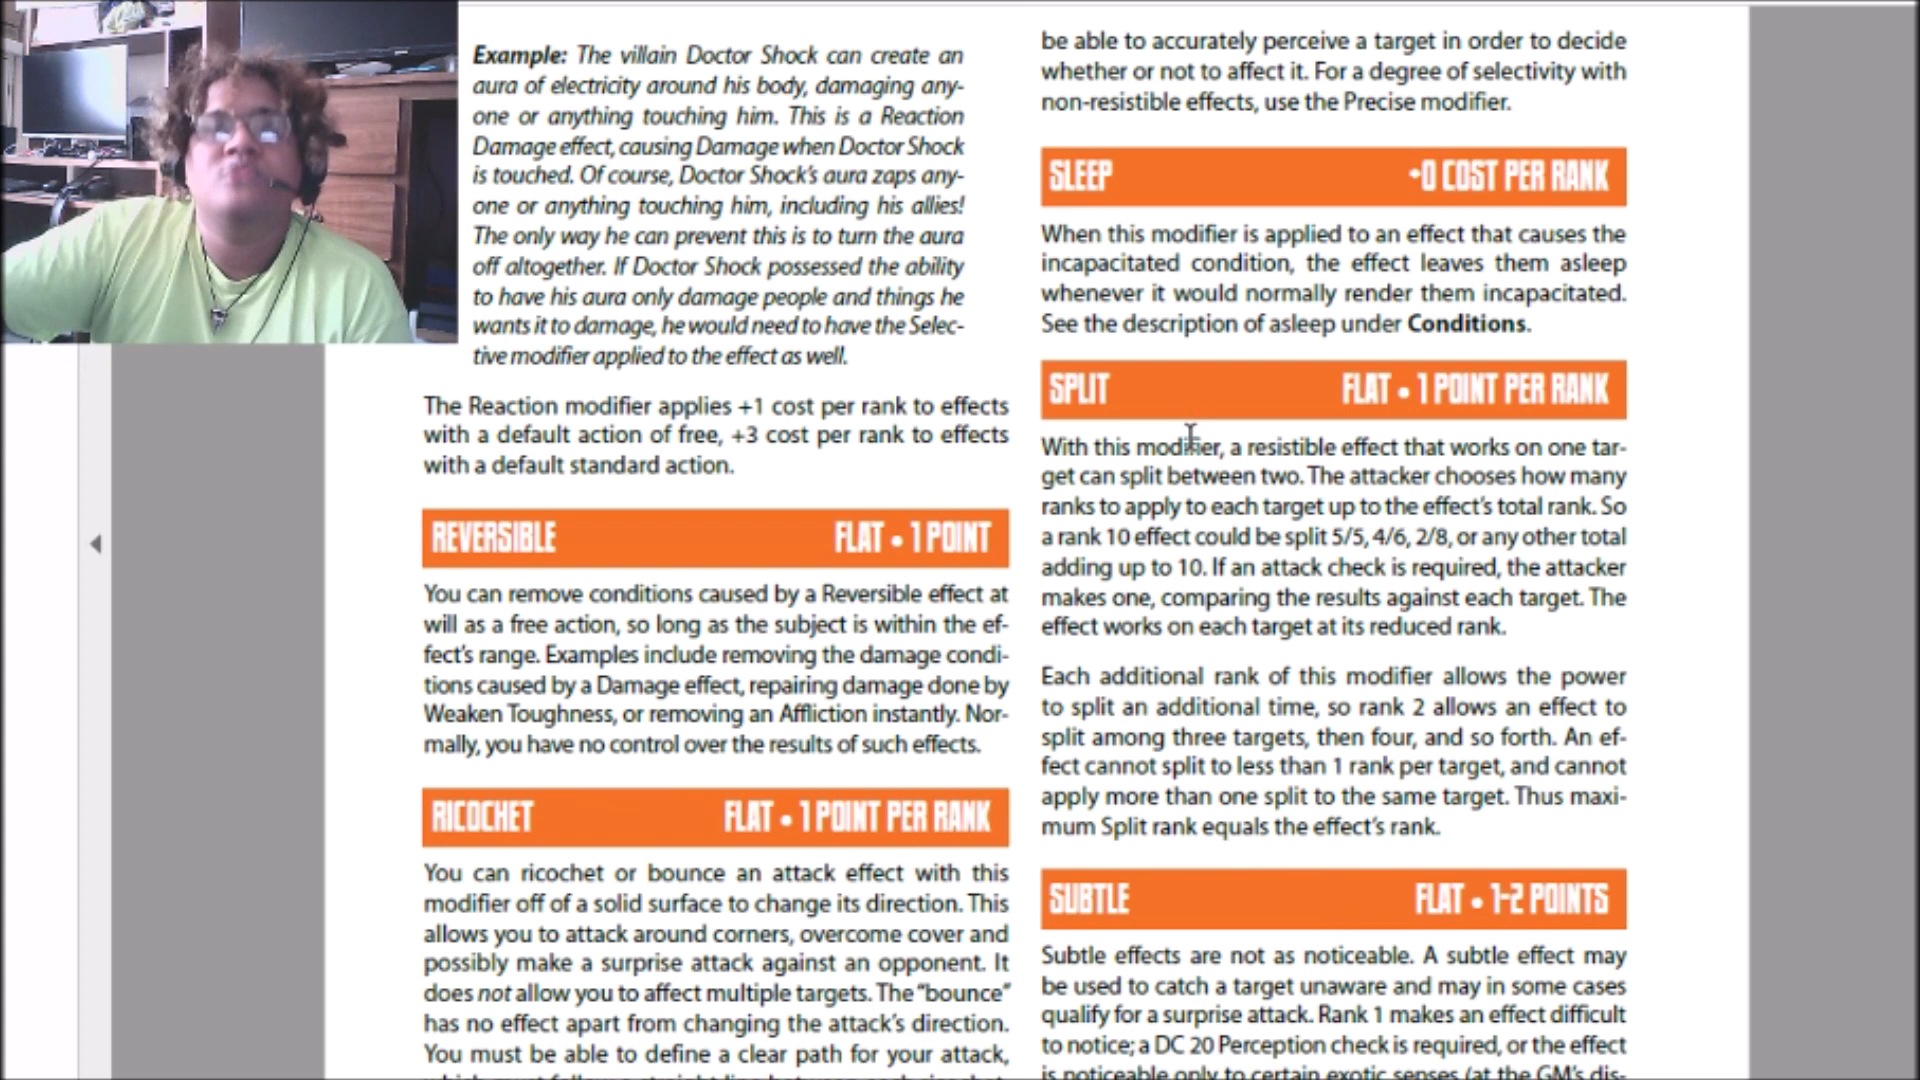 Example: The villain Doctor Shock can create an
aura of electricity around his body, damaging any-
one or anything touching him. This is a Reaction
Damage effect, causing Damage when Doctor Shock
is touched. Of course, Doctor Shock's aura zaps any-
one or anything touching him, including his allies!
The only way he can prevent this is to turn the aura
off altogether. If Doctor Shock possessed the ability
to have his aura only damage people and things he
wants it to damage, he would need to have the Selec-
tive modifier applied to the effect as well.
The Reaction modifier applies +1 cost per rank to effects
with a default action of free, +3 cost per rank to effects
with a default standard action.
REVERSIBLE FLAT • 1 POINT
You can remove conditions caused by a Reversible effect at
will as a free action, so long as the subject is within the ef-
fect's range. Examples include removing the damage condi-
tions caused by a Damage effect, repairing damage done by
Weaken Toughness, or removing an Affliction instantly. Nor-
mally, you have no control over the results of such effects.
RICOCHET FLAT • 1 POINT PER RANK
You can ricochet or bounce an attack effect with this
modifier off of a solid surface to change its direction. This
allows you to attack around corners, overcome cover and
possibly make a surprise attack against an opponent. It
does not allow you to affect multiple targets. The "bounce"
has no effect apart from changing the attack's direction.
You must be able to define a clear path for your attack,
be able to accurately perceive a target in order to decide
whether or not to affect it. For a degree of selectivity with
non-resistible effects, use the Precise modifier.
SLEEP +0 COST PER RANK
When this modifier is applied to an effect that causes the
incapacitated condition, the effect leaves them asleep
whenever it would normally render them incapacitated.
See the description of asleep under Conditions.
SPLIT FLAT • 1 POINT PER RANK
With this modifier, a resistible effect that works on one tar-
get can split between two. The attacker chooses how many
ranks to apply to each target up to the effect's total rank. So
a rank 10 effect could be split 5/5, 4/6, 2/8, or any other total
adding up to 10. If an attack check is required, the attacker
makes one, comparing the results against each target. The
effect works on each target at its reduced rank.
Each additional rank of this modifier allows the power
to split an additional time, so rank 2 allows an effect to
split among three targets, then four, and so forth. An ef-
fect cannot split to less than 1 rank per target, and cannot
apply more than one split to the same target. Thus maxi-
mum Split rank equals the effect's rank.
SUBTLE FLAT • 1-2 POINTS
Subtle effects are not as noticeable. A subtle effect may
be used to catch a target unaware and may in some cases
qualify for a surprise attack. Rank 1 makes an effect difficult
to notice; a DC 20 Perception check is required, or the effect
is noticeable only to certain exotic senses (at the GM's dis-